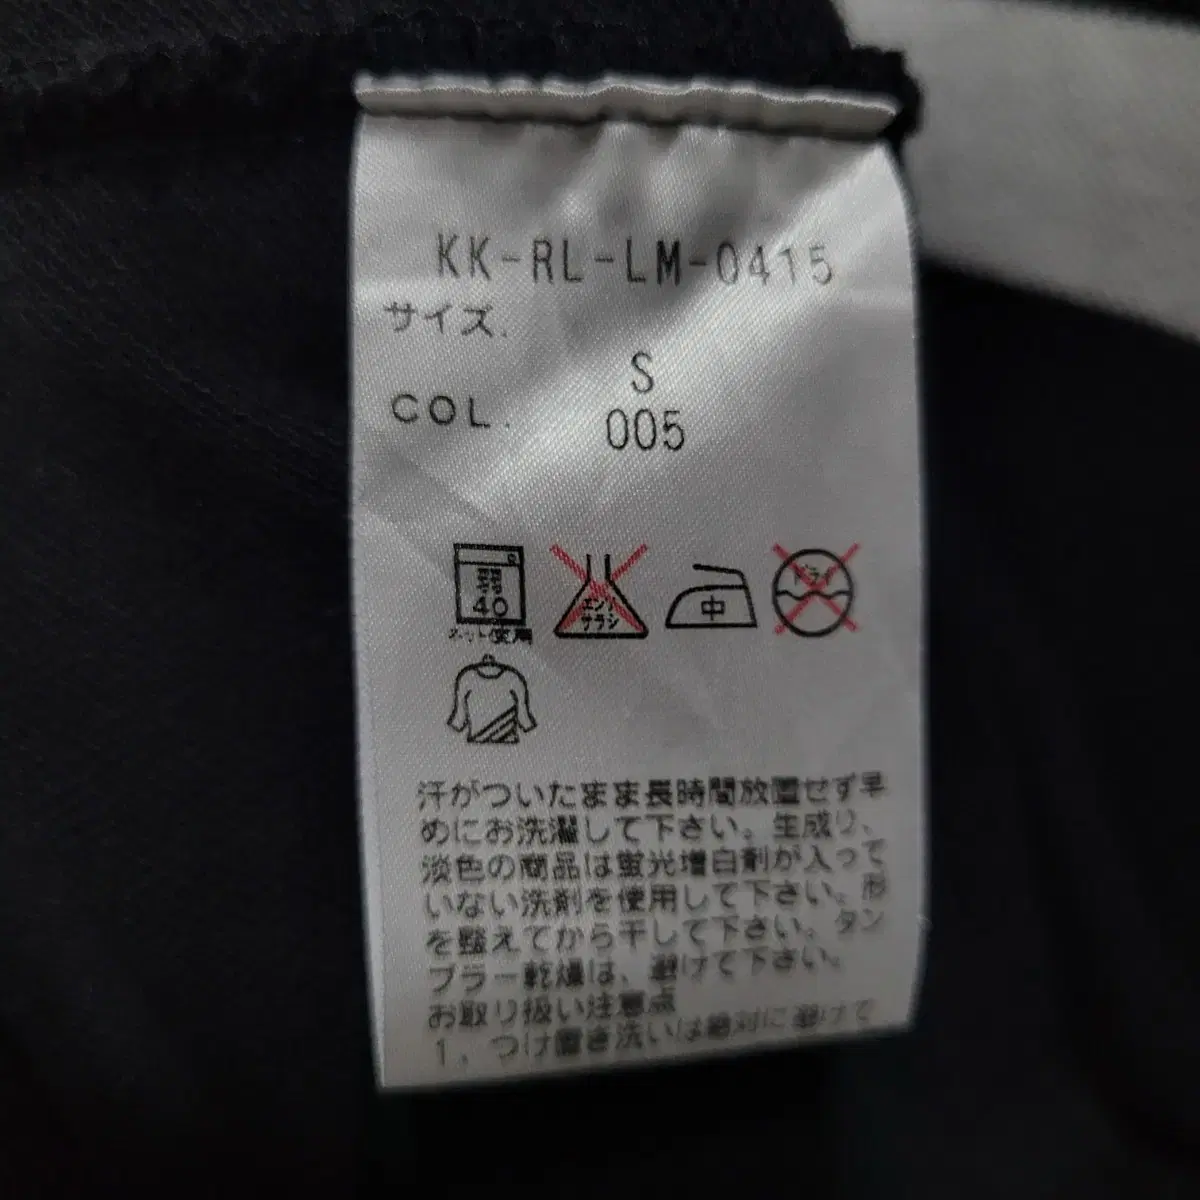 KK-RL-LM-0415
サイズ.
S
COL.
005
40
ネット使用
エンソ
サラシ
中
ドライ
汗がついたまま長時間放置せず早
めにお洗濯して下さい。生成り、
淡色の商品は蛍光増白剤が入って
いない洗剤を使用して下さい。形
を整えてから干して下さい。タン
ブラー乾燥は、避けて下さい。
お取り扱い注意点
1、つけ置き洗いは絶対に避けて